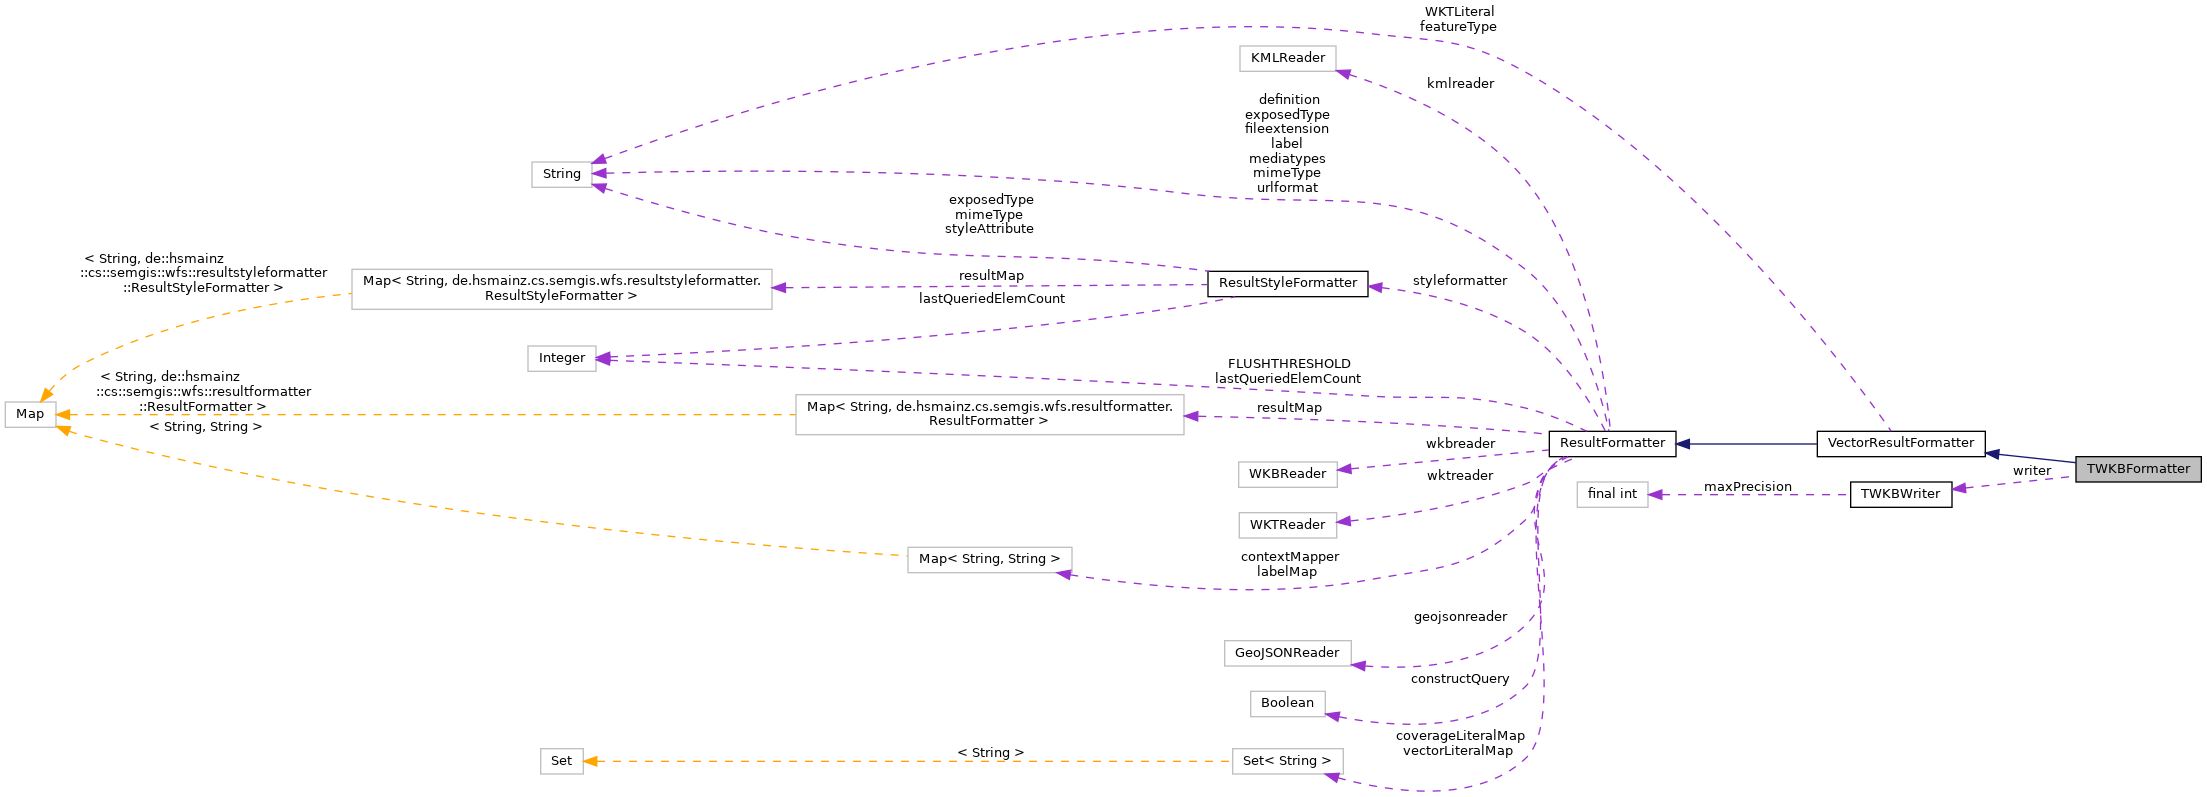 WKTLiteral
featureType
KMLReader
kmlreader
definition
exposedType
fileextension
label
mediatypes
mimeType
urlformat
String
exposedType
mimeType
styleAttribute
< String, de::hsmainz
::cs::semgis::wfs::resultstyleformatter
::ResultStyleFormatter >
Map< String, de.hsmainz.cs.semgis.wfs.resultstyleformatter.
ResultStyleFormatter >
resultMap
ResultStyleFormatter
styleformatter
lastQueriedElemCount
Integer
FLUSHTHRESHOLD
lastQueriedElemCount
< String, de::hsmainz
::cs::semgis::wfs::resultformatter
::ResultFormatter >
Map
< String, String >
Map< String, de.hsmainz.cs.semgis.wfs.resultformatter.
ResultFormatter >
resultMap
ResultFormatter
VectorResultFormatter
TWKBFormatter
wkbreader
WKBReader
wktreader
writer
final int
maxPrecision
TWKBWriter
WKTReader
Map< String, String >
contextMapper
labelMap
geojsonreader
GeoJSONReader
constructQuery
Boolean
coverageLiteralMap
vectorLiteralMap
Set
< String >
Set< String >